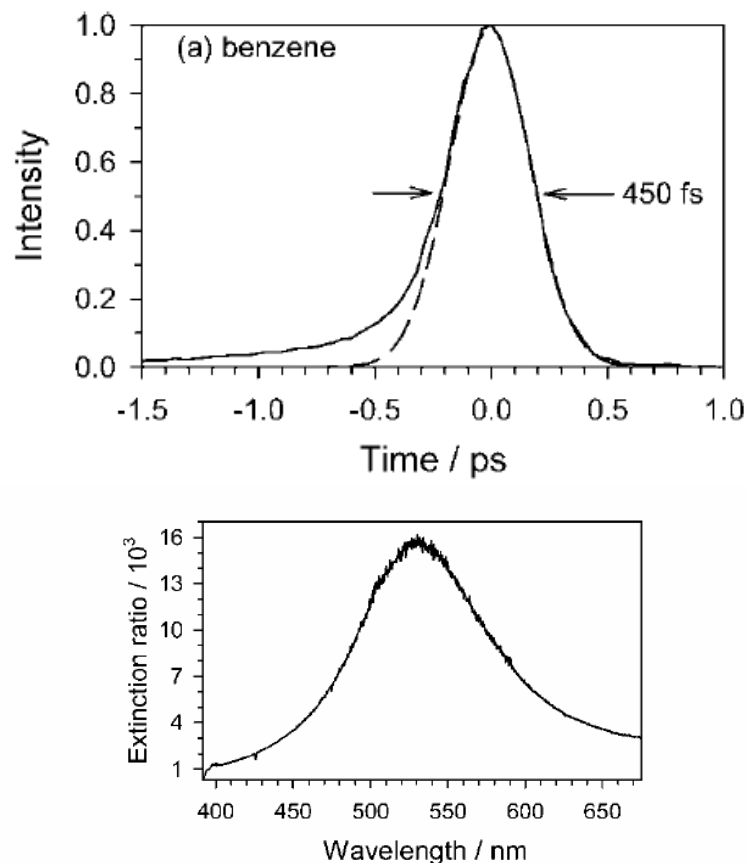 (a) benzene
Intensity
1.0
0.8
0.6
0.4
0.2
0.0
450 fs
-1.5 -1.0 -0.5 0.0 0.5 1.0
Time / ps
Extinction ratio / 10³
16
13
10
7
4
1
400 450 500 550 600 650
Wavelength / nm